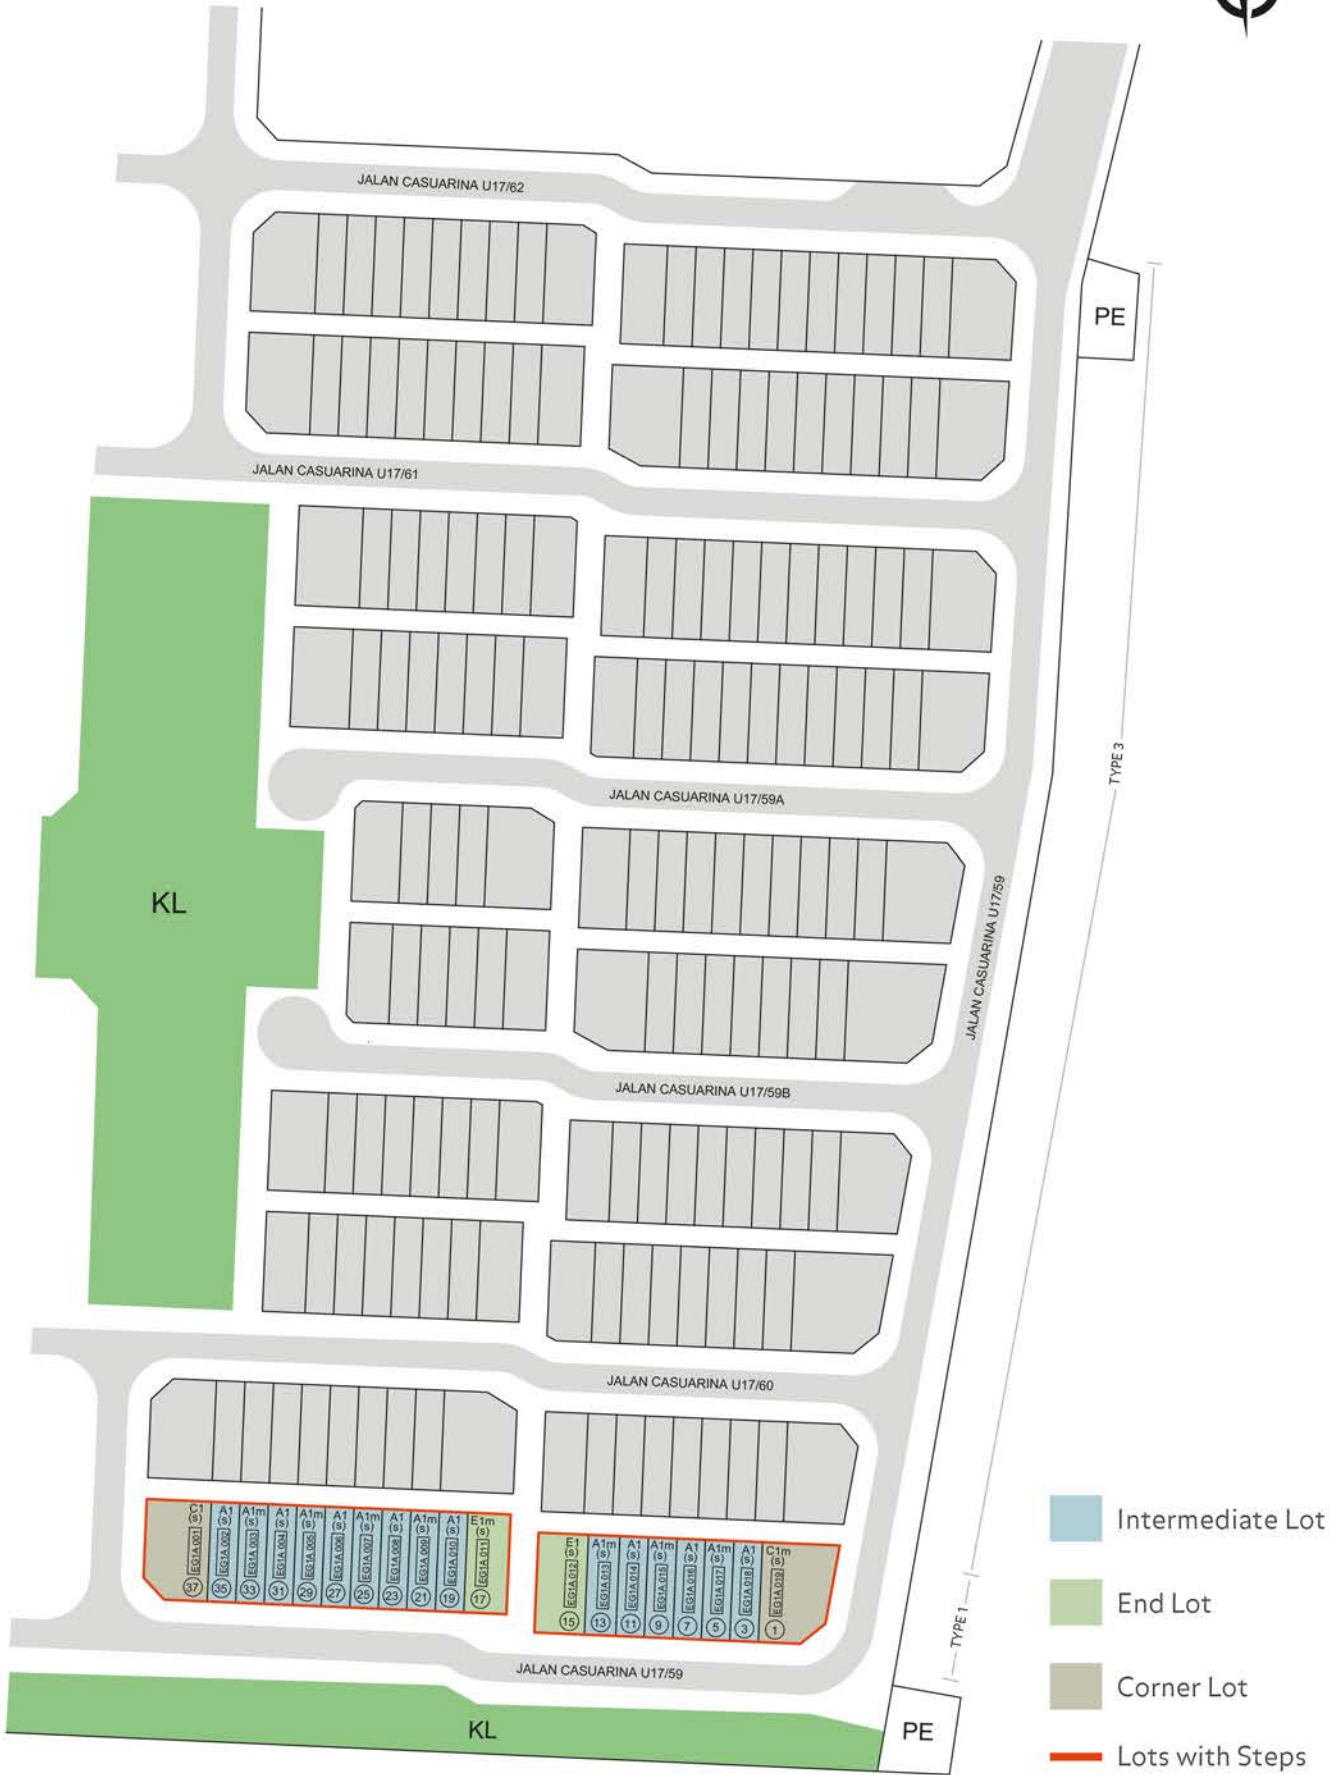 JALAN CASUARINA U17/62
PE
JALAN CASUARINA U17/61
TYPE 3
JALAN CASUARINA U17/59A
KL
JALAN CASUARINA U17/59
JALAN CASUARINA U17/59B
JALAN CASUARINA U17/60
C1 (s) EG1A 001 37
A1 (s) EG1A 002 35
A1m (s) EG1A 003 33
A1 (s) EG1A 004 31
A1m (s) EG1A 005 29
A1 (s) EG1A 006 27
A1m (s) EG1A 007 25
A1 (s) EG1A 008 23
A1m (s) EG1A 009 21
A1 (s) EG1A 010 19
E1m (s) EG1A 011 17
E1 (s) EG1A 012 15
A1m (s) EG1A 013 13
A1 (s) EG1A 014 11
A1m (s) EG1A 015 9
A1 (s) EG1A 016 7
A1m (s) EG1A 017 5
A1 (s) EG1A 018 3
C1m (s) EG1A 019 1
TYPE 1
JALAN CASUARINA U17/59
KL
PE
Intermediate Lot
End Lot
Corner Lot
Lots with Steps